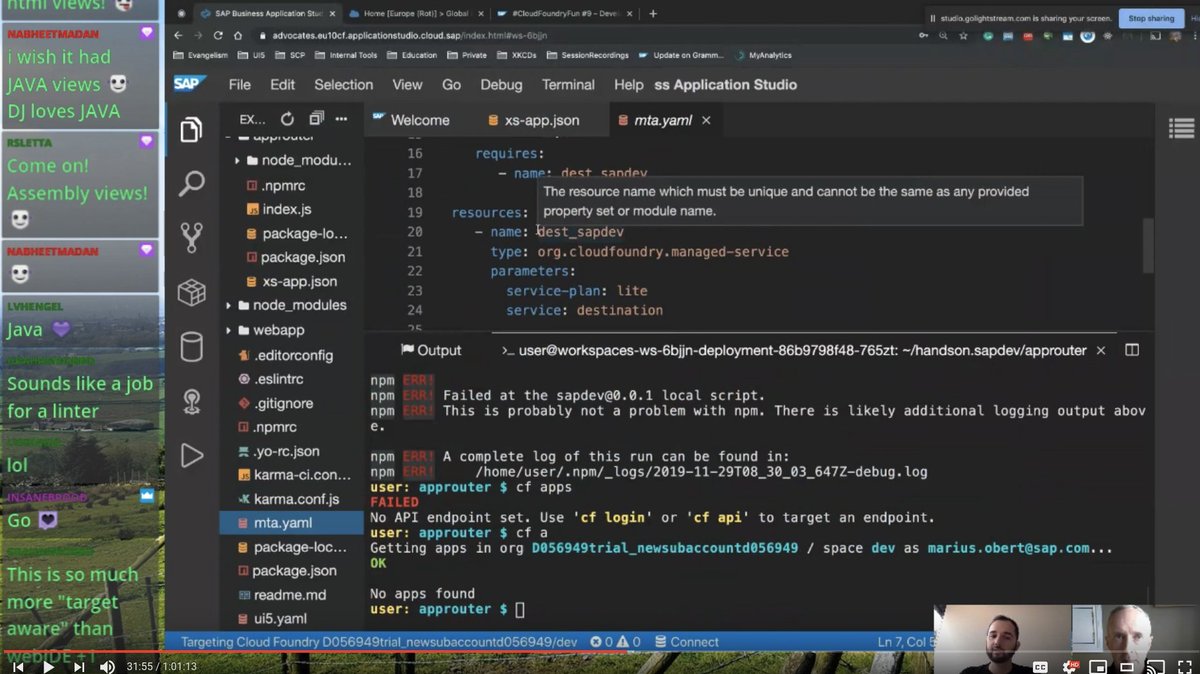 html views!
NABHEETMADAN
i wish it had
JAVA views
DJ loves JAVA
RSLETTA
Come on!
Assembly views!
NABHEETMADAN
LVHENGEL
Java
Sounds like a job
for a linter
lol
INSANEBROOD
Go
This is so much
more "target
aware" than
webIDE +1
SAP Business Application Stud
Home [Europe (Rot)] > Global
#CloudFoundryFun #9 – Deve
studio.golightstream.com is sharing your screen.
Stop sharing
advocates.eu10cf.applicationstudio.cloud.sap/index.html#ws-6bjjn
Evangelism
UI5
SCP
Internal Tools
Education
Private
XKCDs
SessionRecordings
Update on Gramm...
MyAnalytics
SAP
File
Edit
Selection
View
Go
Debug
Terminal
Help
ss Application Studio
EX...
Welcome
xs-app.json
mta.yaml
approuter
node_modu...
.npmrc
index.js
package-lo...
package.json
xs-app.json
node_modules
webapp
.editorconfig
.eslintrc
.gitignore
.npmrc
.yo-rc.json
karma-ci.con...
karma.conf.js
mta.yaml
package-loc...
package.json
readme.md
ui5.yaml
16 requires:
17 - name: dest_sapdev
18
The resource name which must be unique and cannot be the same as any provided
property set or module name.
19 resources:
20 - name: dest_sapdev
21 type: org.cloudfoundry.managed-service
22 parameters:
23 service-plan: lite
24 service: destination
25
Output
>_ user@workspaces-ws-6bjjn-deployment-86b9798f48-765zt: ~/handson.sapdev/approuter
npm ERR!
npm ERR! Failed at the sapdev@0.0.1 local script.
npm ERR! This is probably not a problem with npm. There is likely additional logging output abov
e.
npm ERR! A complete log of this run can be found in:
npm ERR! /home/user/.npm/_logs/2019-11-29T08_30_03_647Z-debug.log
user: approuter $ cf apps
FAILED
No API endpoint set. Use 'cf login' or 'cf api' to target an endpoint.
user: approuter $ cf a
Getting apps in org D056949trial_newsubaccountd056949 / space dev as marius.obert@sap.com...
OK
No apps found
user: approuter $
Targeting Cloud Foundry D056949trial_newsubaccountd056949/dev
0
0
Connect
Ln 7, Col 5
31:55 / 1:01:13
CC
HD